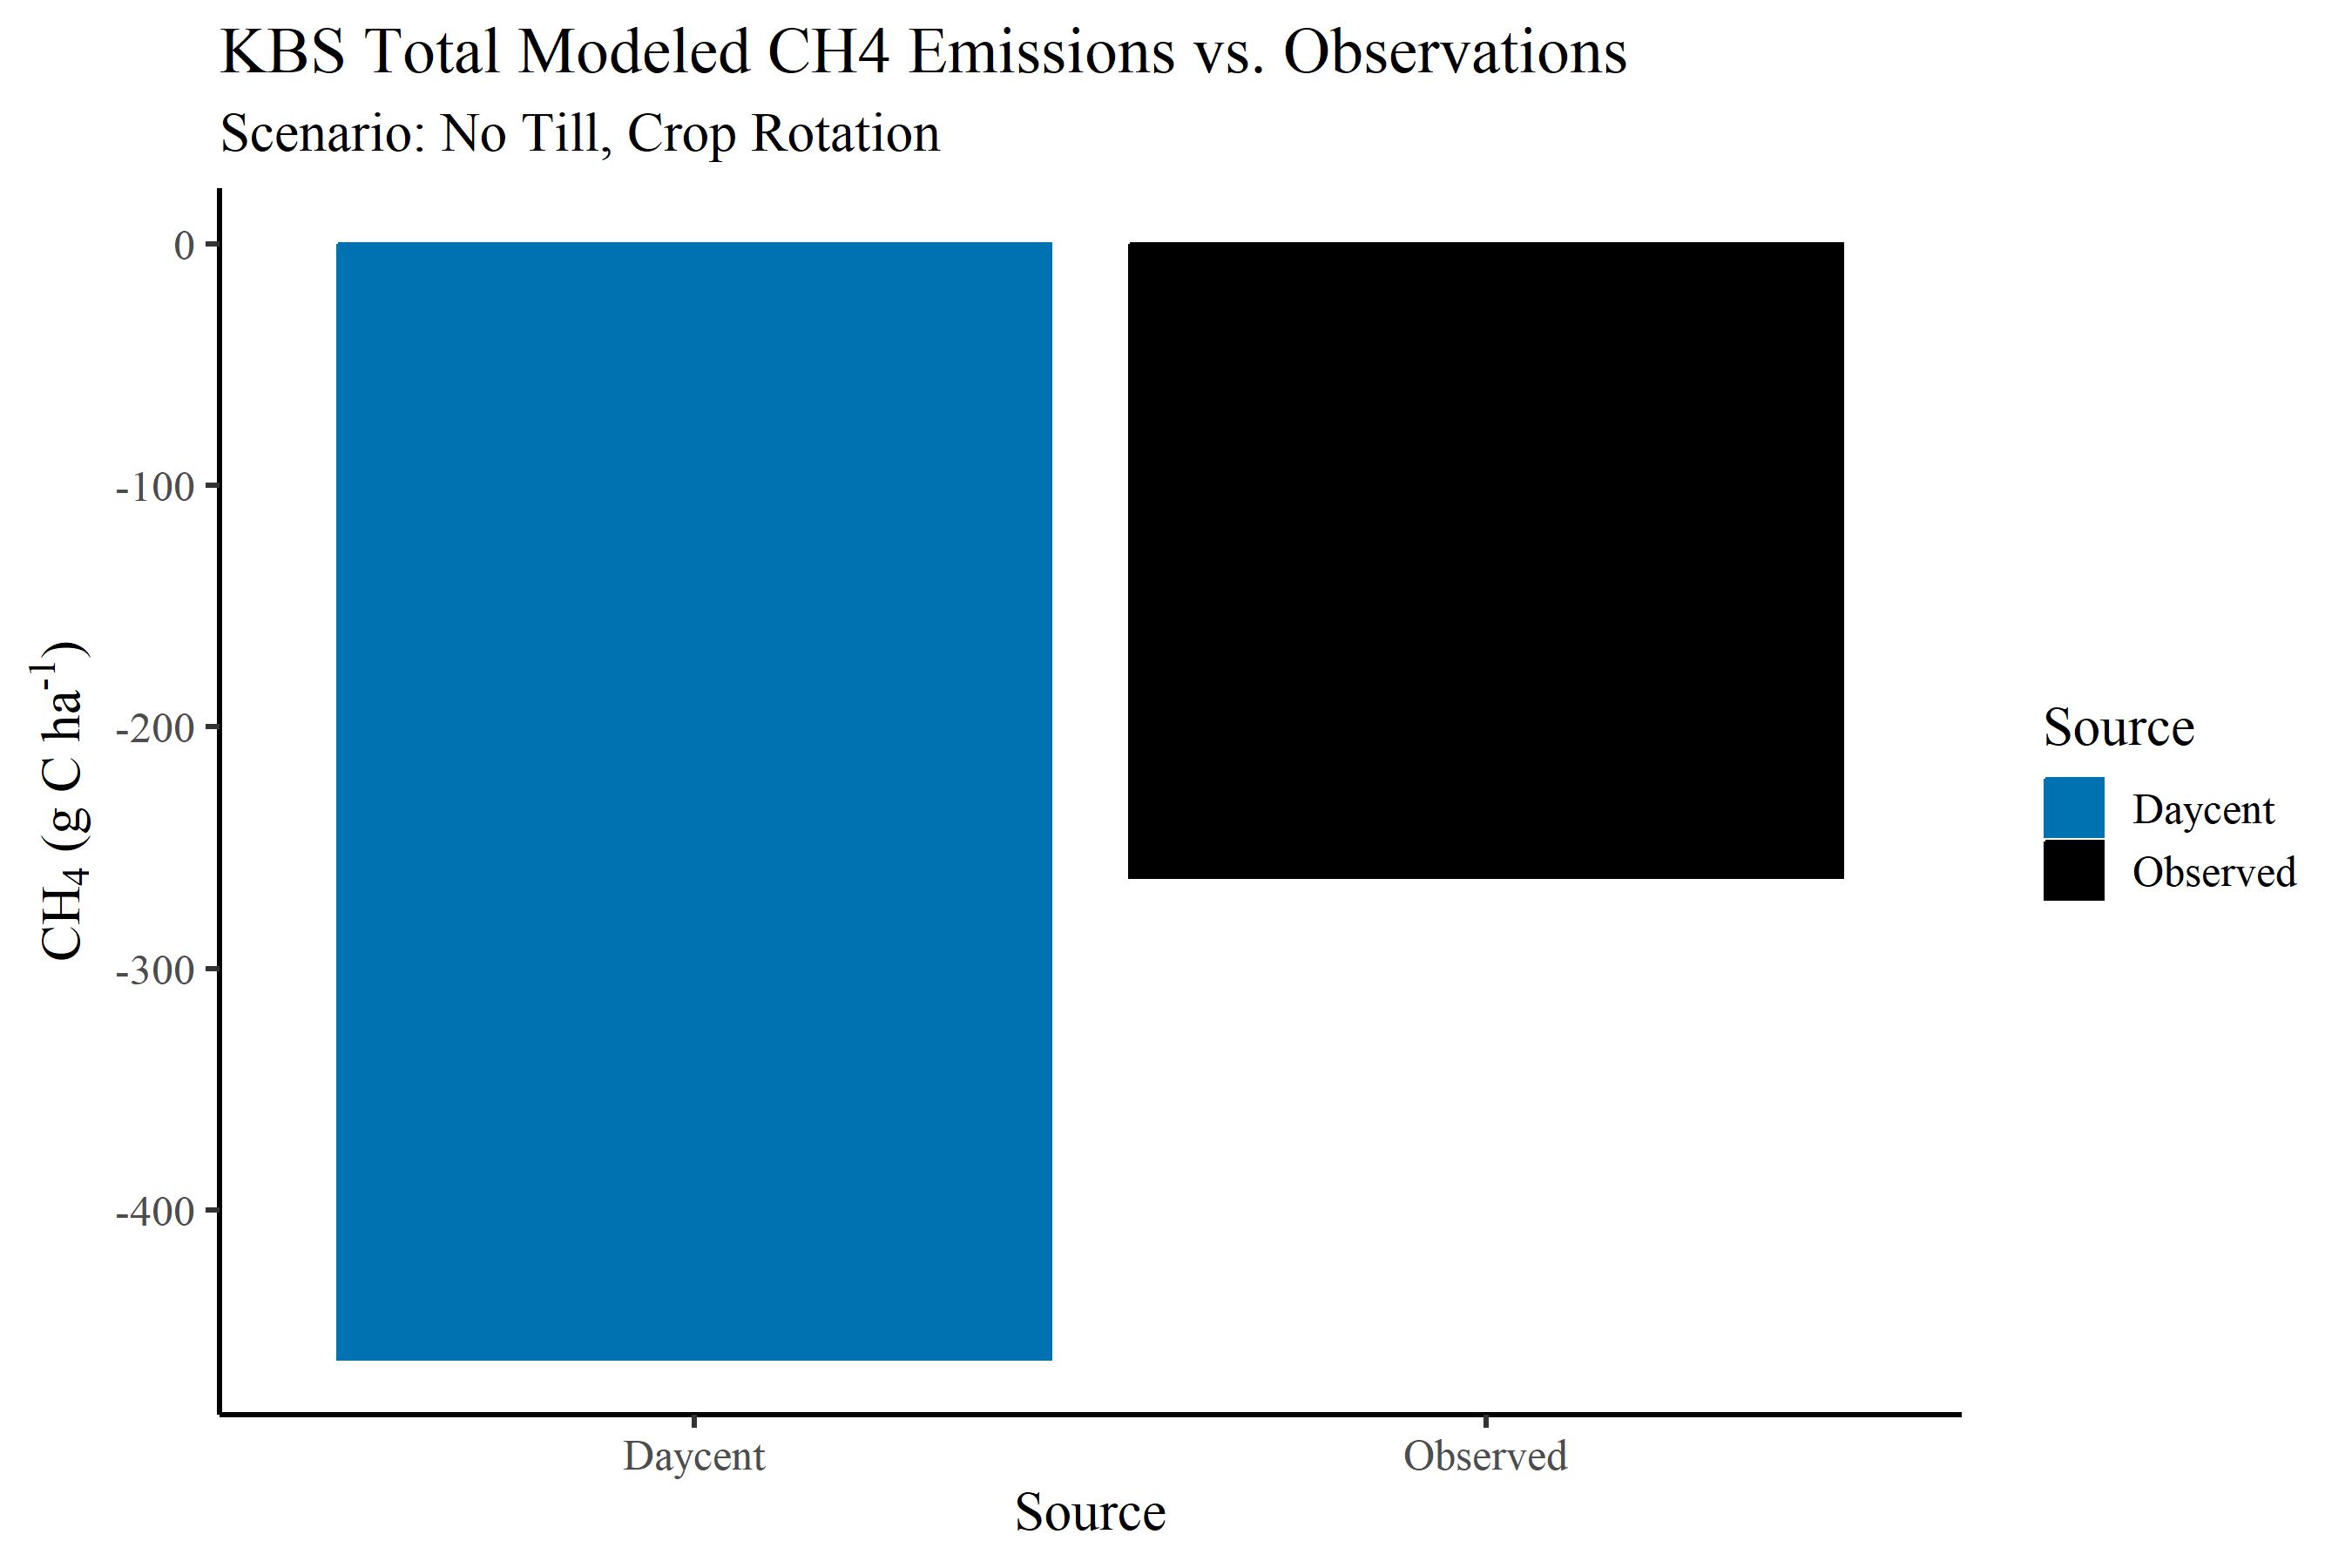 KBS Total Modeled CH4 Emissions vs. Observations
Scenario: No Till, Crop Rotation
CH₄ (g C ha⁻¹)
0
-100
-200
-300
-400
Daycent
Observed
Source
Source
Daycent
Observed